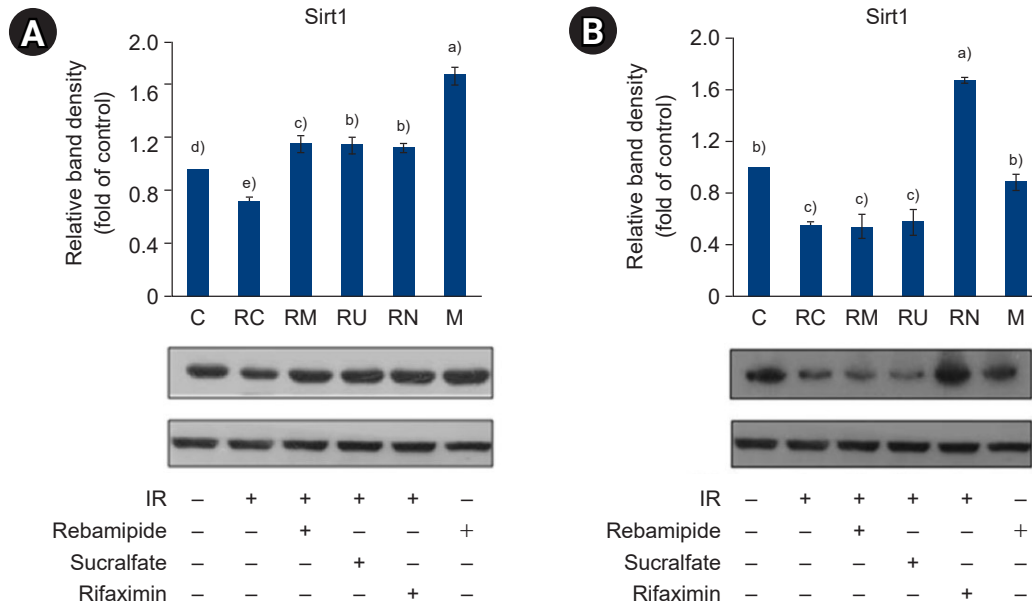 A
Sirt1
Relative band density
(fold of control)
2.0
1.6
1.2
0.8
0.4
0
d)
e)
c)
b)
b)
a)
C RC RM RU RN M
IR – + + + + –
Rebamipide – – + – – +
Sucralfate – – – + – –
Rifaximin – – – – + –
B
Sirt1
Relative band density
(fold of control)
2.0
1.6
1.2
0.8
0.4
0
b)
c)
c)
c)
a)
b)
C RC RM RU RN M
IR – + + + + –
Rebamipide – – + – – +
Sucralfate – – – + – –
Rifaximin – – – – + –